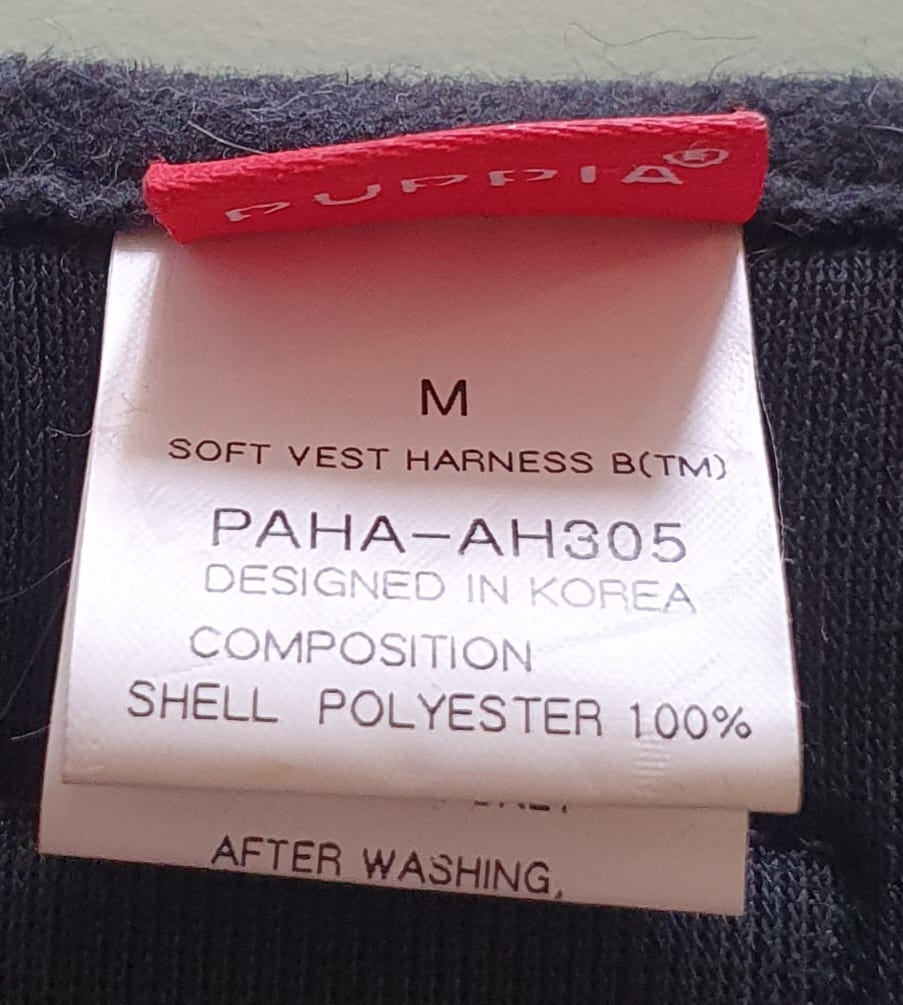 PUPPIA®
M
SOFT VEST HARNESS B(TM)
PAHA-AH305
DESIGNED IN KOREA
COMPOSITION
SHELL POLYESTER 100%
AFTER WASHING,